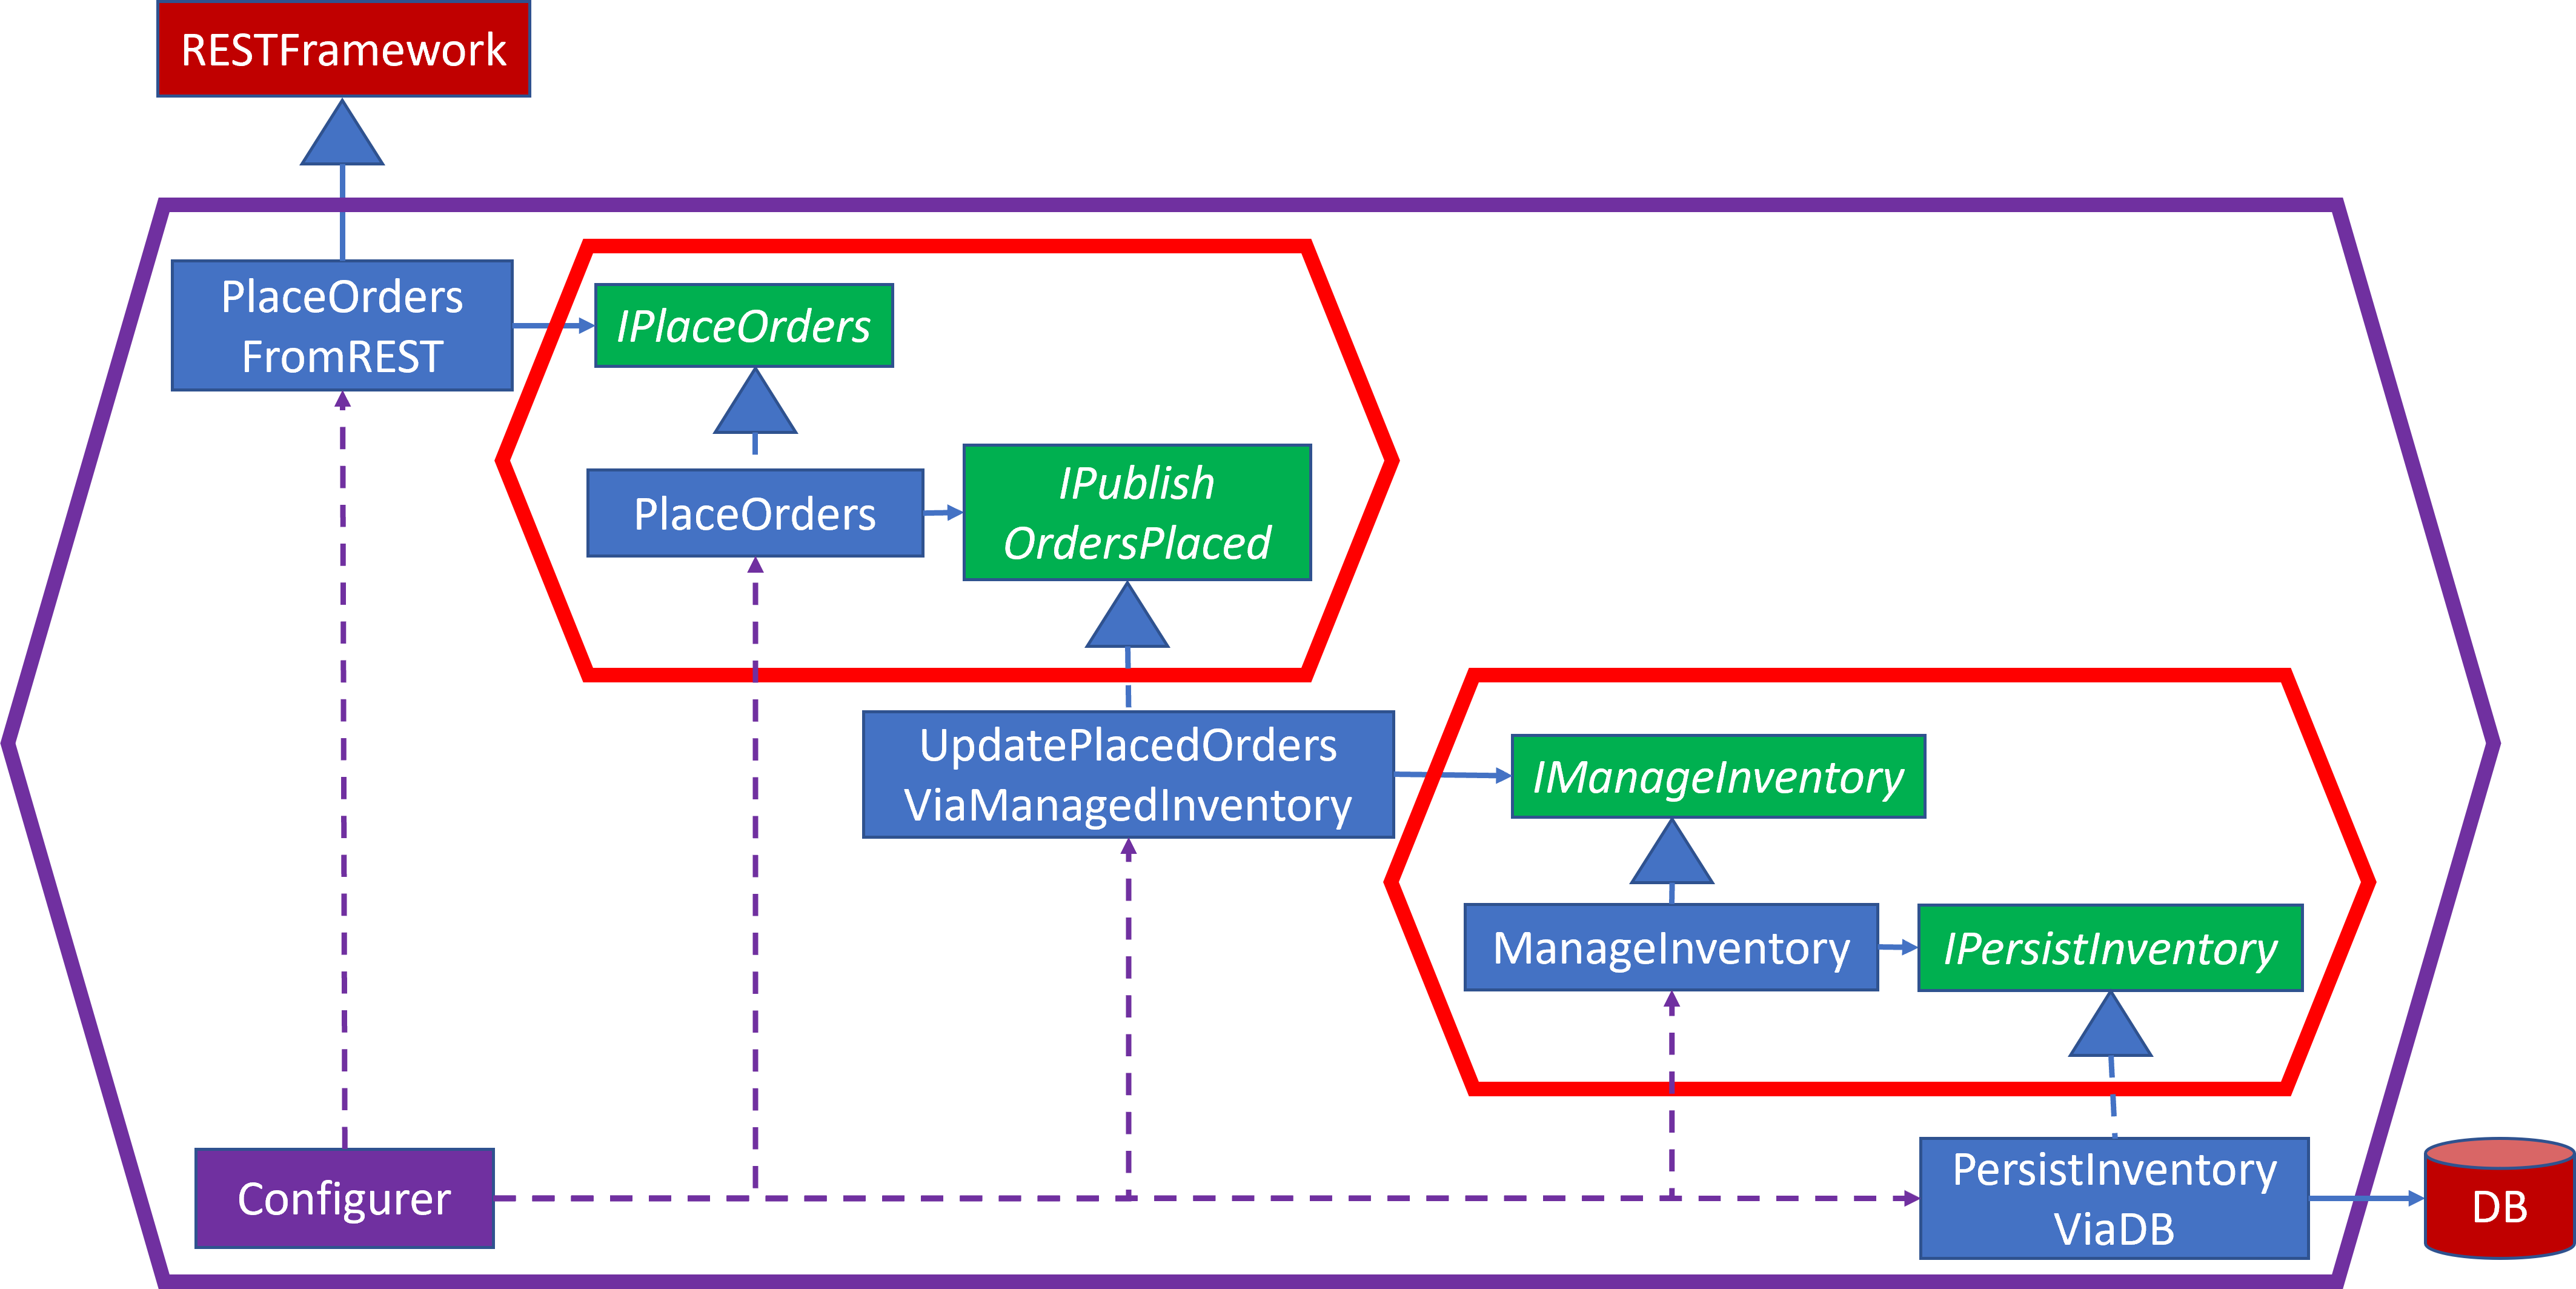 RESTFramework
PlaceOrders
FromREST
IPlaceOrders
PlaceOrders
IPublish
OrdersPlaced
UpdatePlacedOrders
ViaManagedInventory
IManageInventory
ManageInventory
IPersistInventory
Configurer
PersistInventory
ViaDB
DB